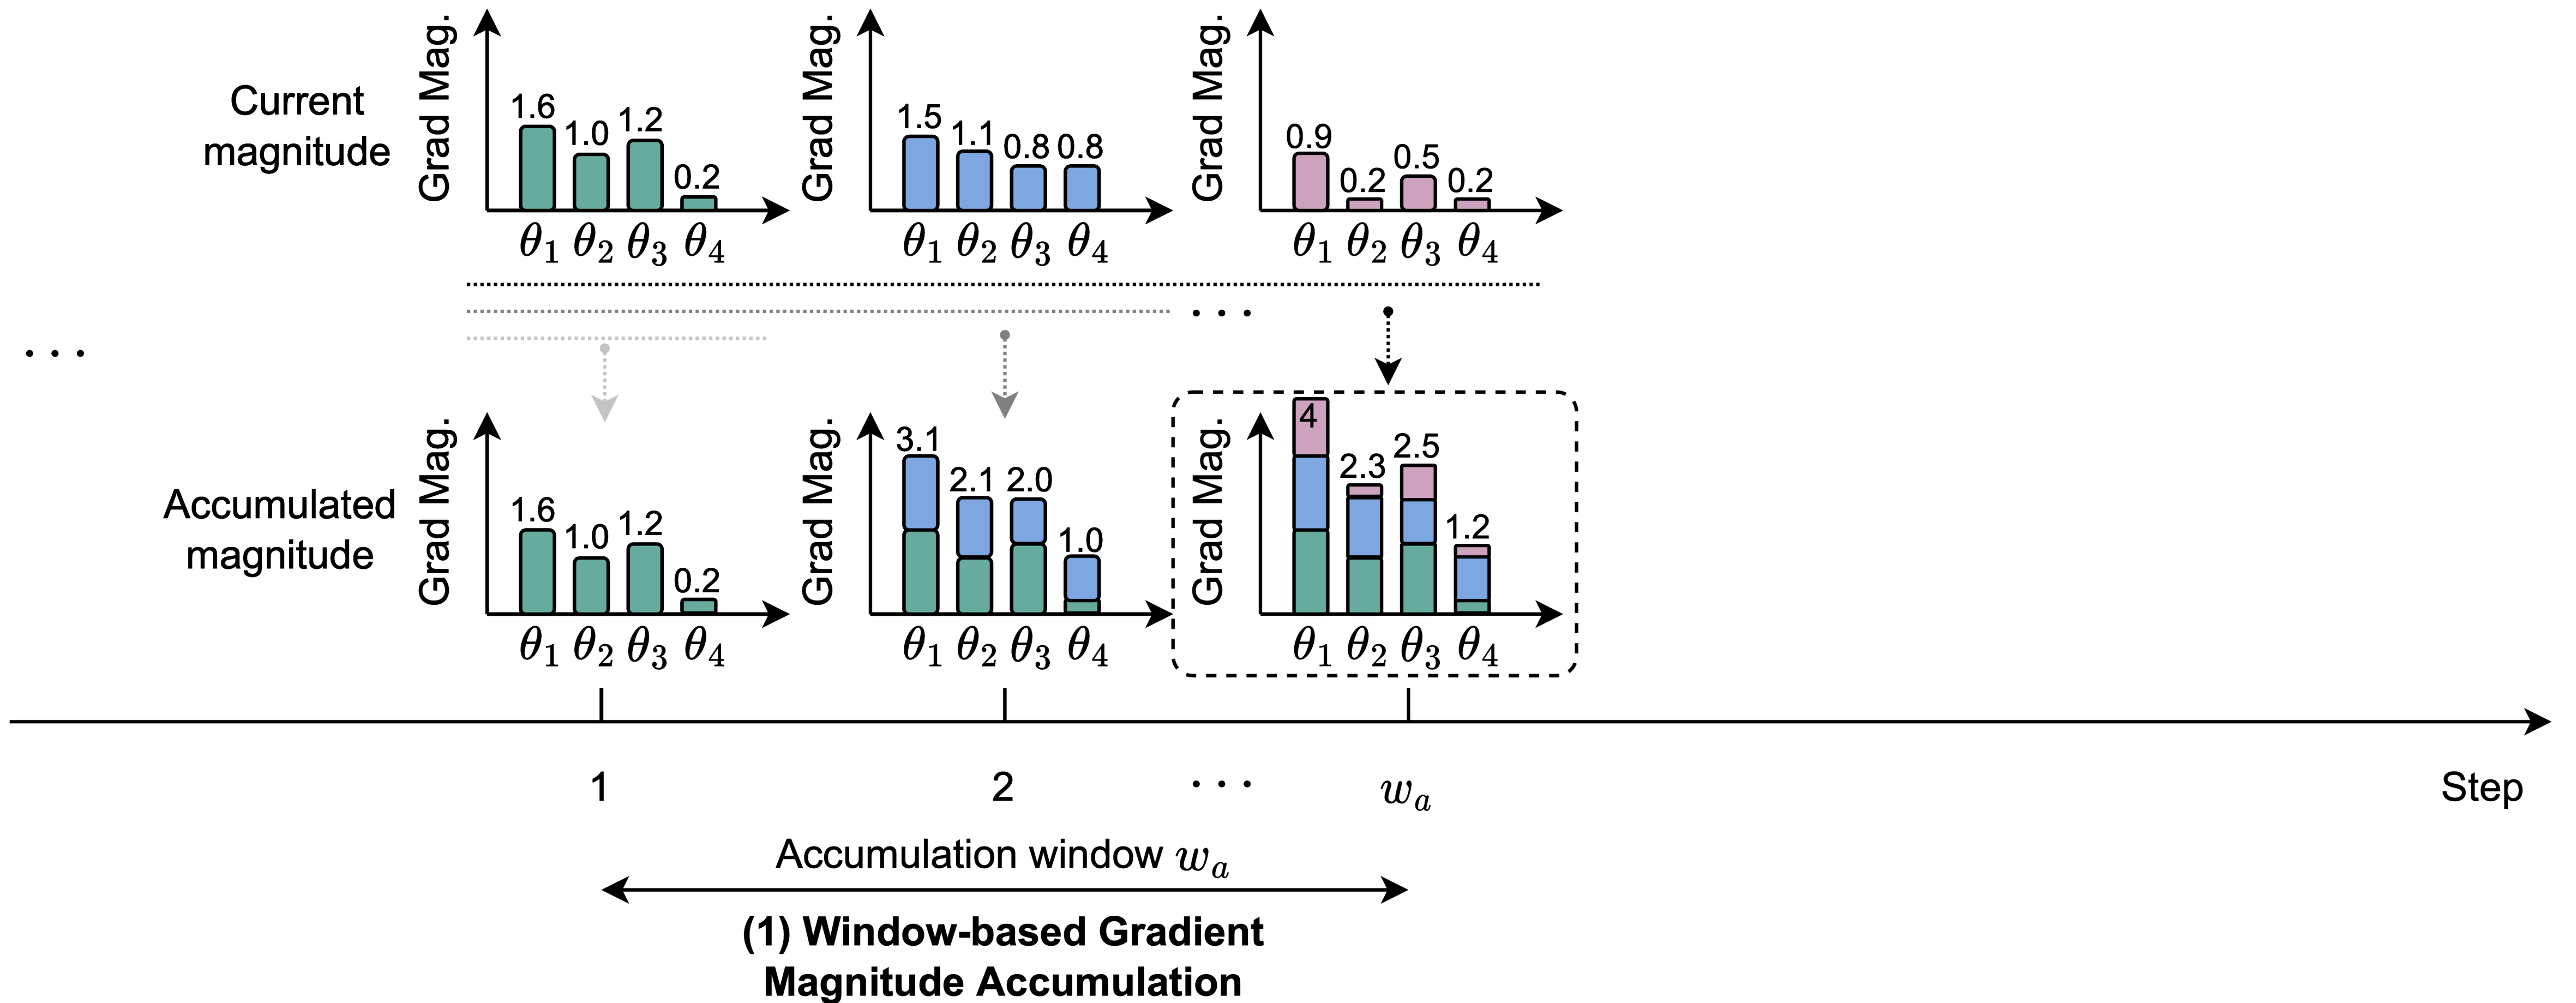 Current
magnitude
Grad Mag.
1.6 1.0 1.2 0.2
θ1 θ2 θ3 θ4
Grad Mag.
1.5 1.1 0.8 0.8
θ1 θ2 θ3 θ4
Grad Mag.
0.9 0.2 0.5 0.2
θ1 θ2 θ3 θ4
...
...
Accumulated
magnitude
Grad Mag.
1.6 1.0 1.2 0.2
θ1 θ2 θ3 θ4
Grad Mag.
3.1 2.1 2.0 1.0
θ1 θ2 θ3 θ4
Grad Mag.
4 2.3 2.5 1.2
θ1 θ2 θ3 θ4
1 2 ... wa Step
Accumulation window wa
(1) Window-based Gradient
Magnitude Accumulation